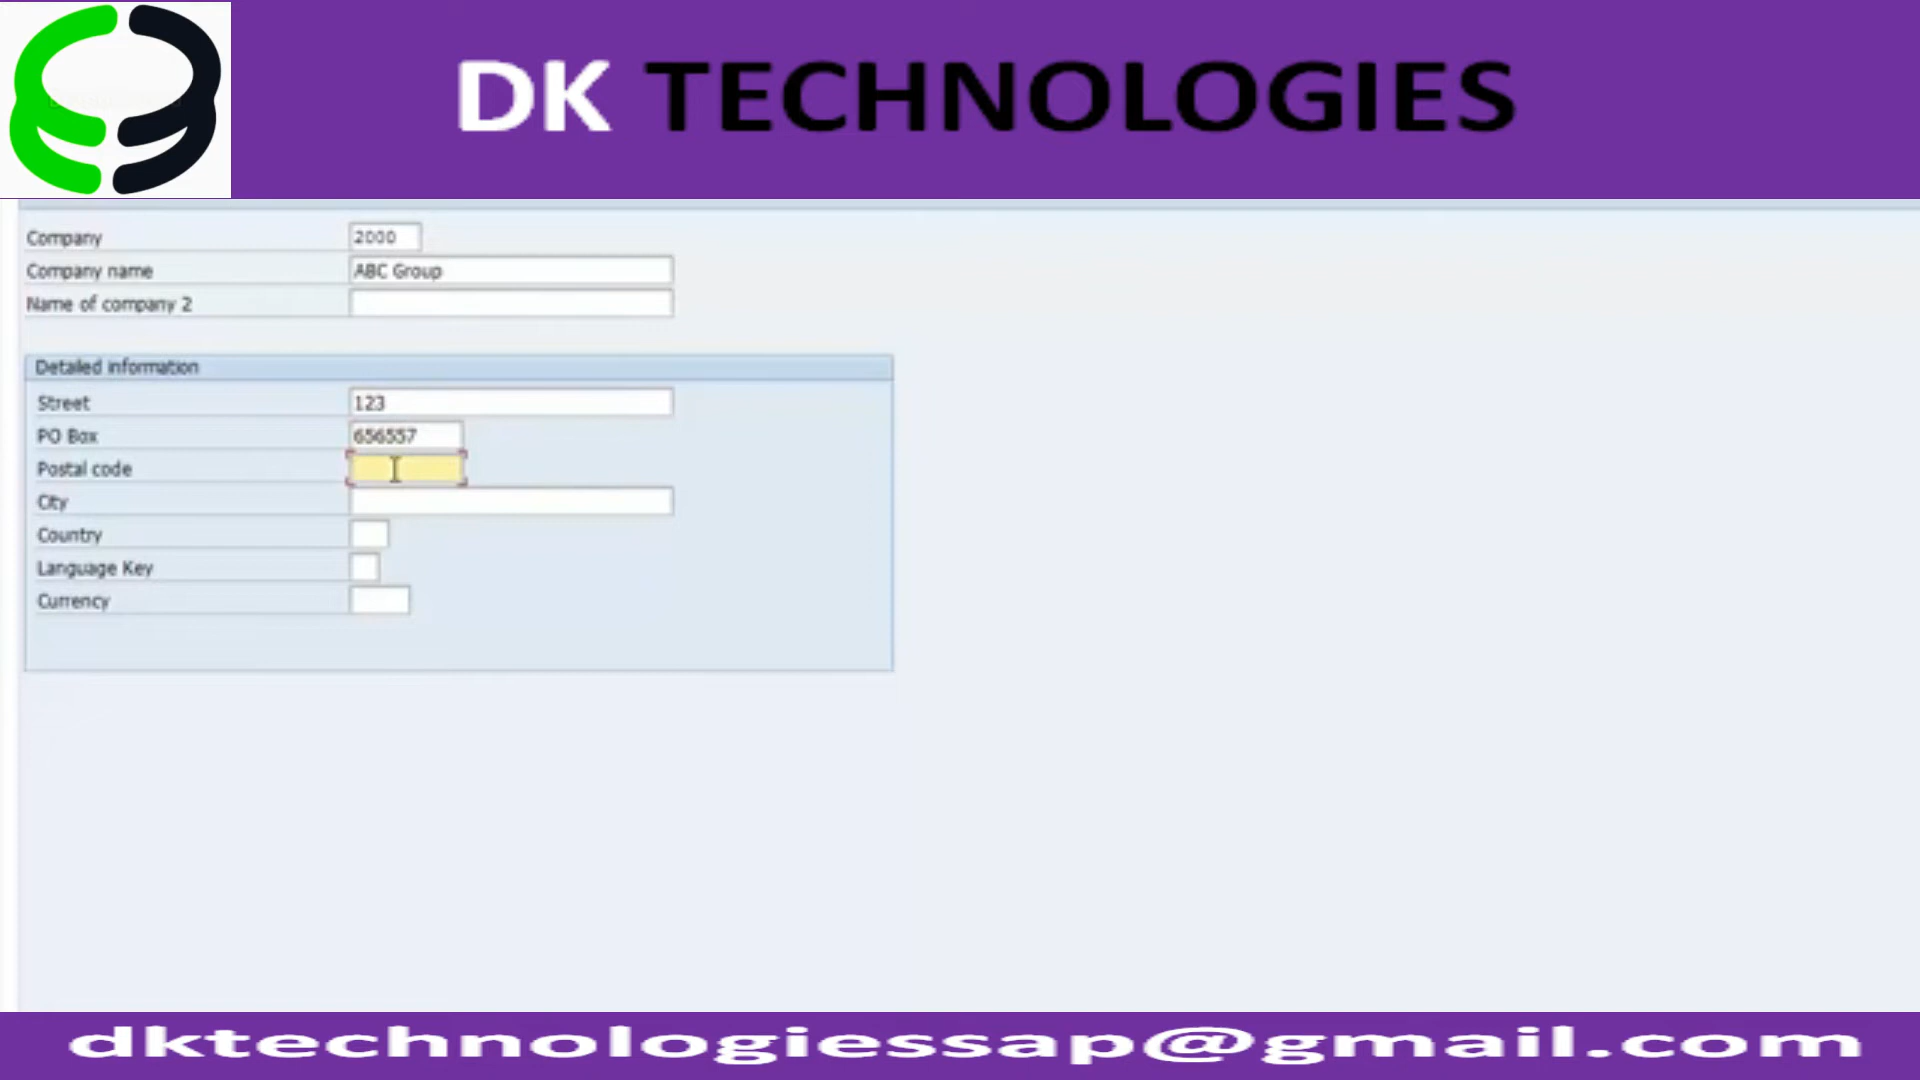 DK TECHNOLOGIES
Company 2000
Company name ABC Group
Name of company 2
Detailed information
Street 123
PO Box 656557
Postal code
City
Country
Language Key
Currency
dktechnologiessap@gmail.com